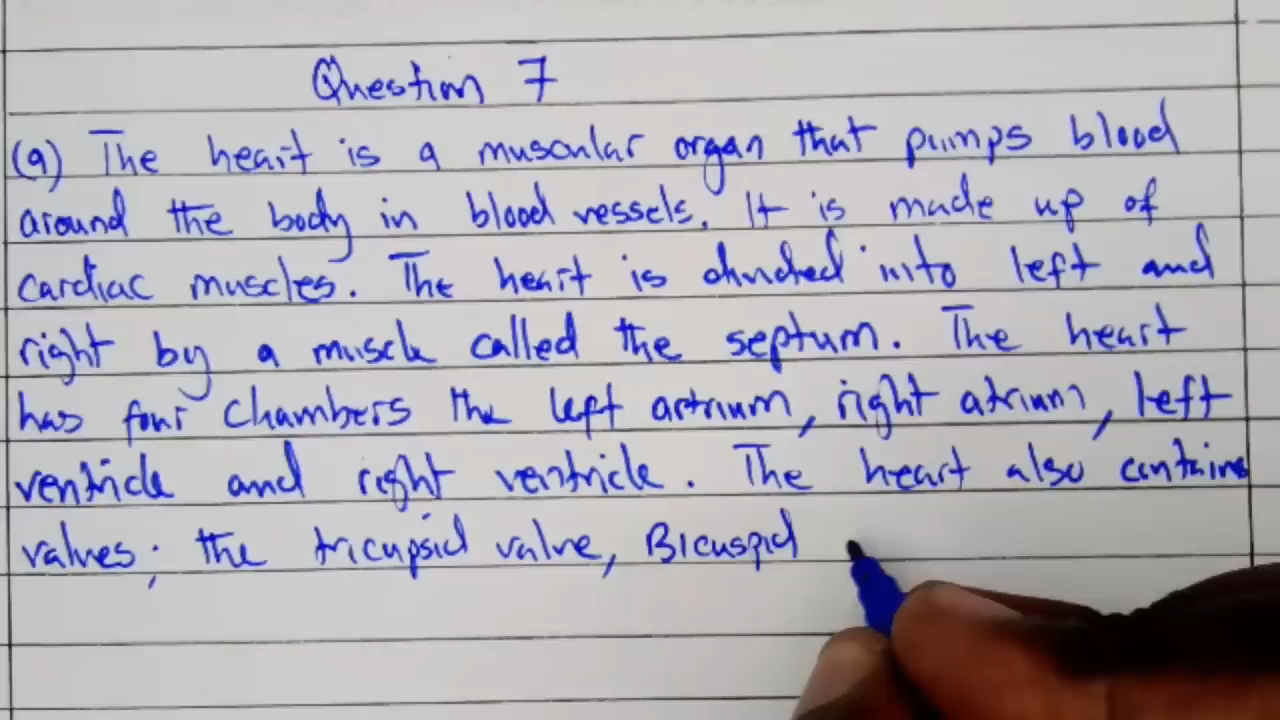 Question 7
(a) The heart is a muscular organ that pumps blood
around the body in blood vessels. It is made up of
cardiac muscles. The heart is divided into left and
right by a muscle called the septum. The heart
has four chambers the left artrium, right atrium, left
ventricle and right ventricle. The heart also contains
valves; the tricupsid valve, Bicuspid